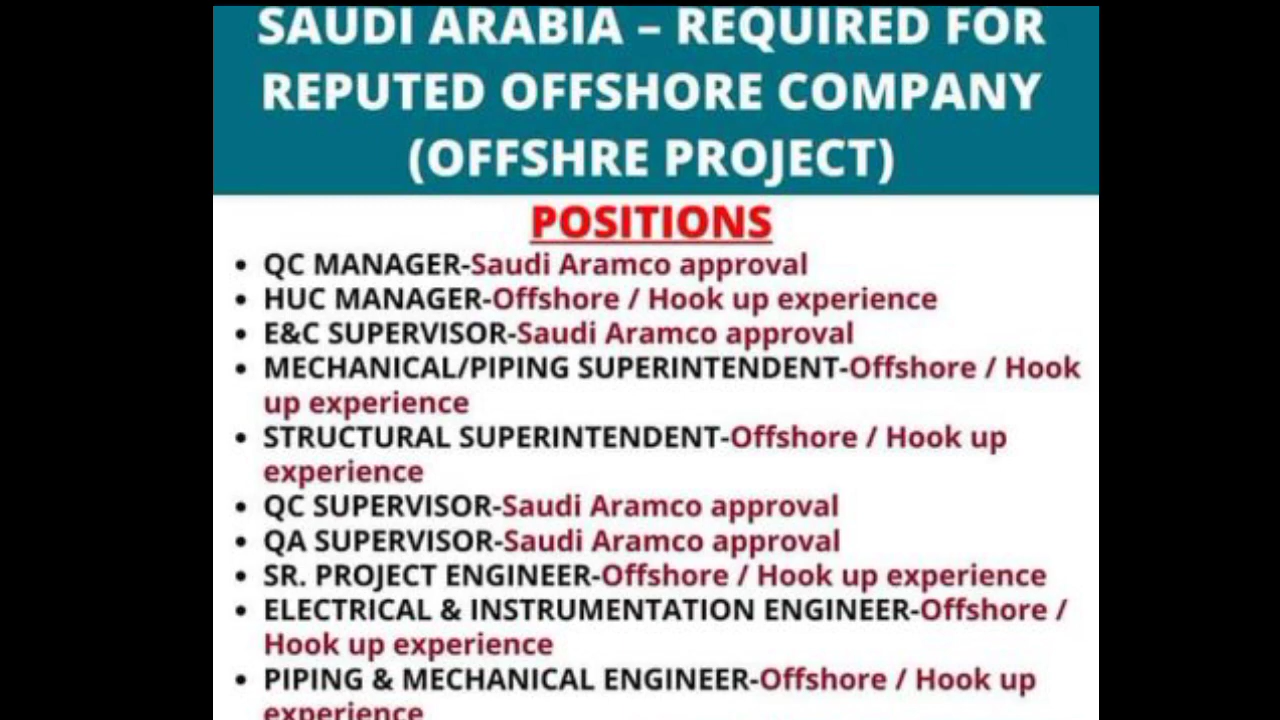 SAUDI ARABIA – REQUIRED FOR
REPUTED OFFSHORE COMPANY
(OFFSHRE PROJECT)
POSITIONS
• QC MANAGER-Saudi Aramco approval
• HUC MANAGER-Offshore / Hook up experience
• E&C SUPERVISOR-Saudi Aramco approval
• MECHANICAL/PIPING SUPERINTENDENT-Offshore / Hook
up experience
• STRUCTURAL SUPERINTENDENT-Offshore / Hook up
experience
• QC SUPERVISOR-Saudi Aramco approval
• QA SUPERVISOR-Saudi Aramco approval
• SR. PROJECT ENGINEER-Offshore / Hook up experience
• ELECTRICAL & INSTRUMENTATION ENGINEER-Offshore /
Hook up experience
• PIPING & MECHANICAL ENGINEER-Offshore / Hook up
experience